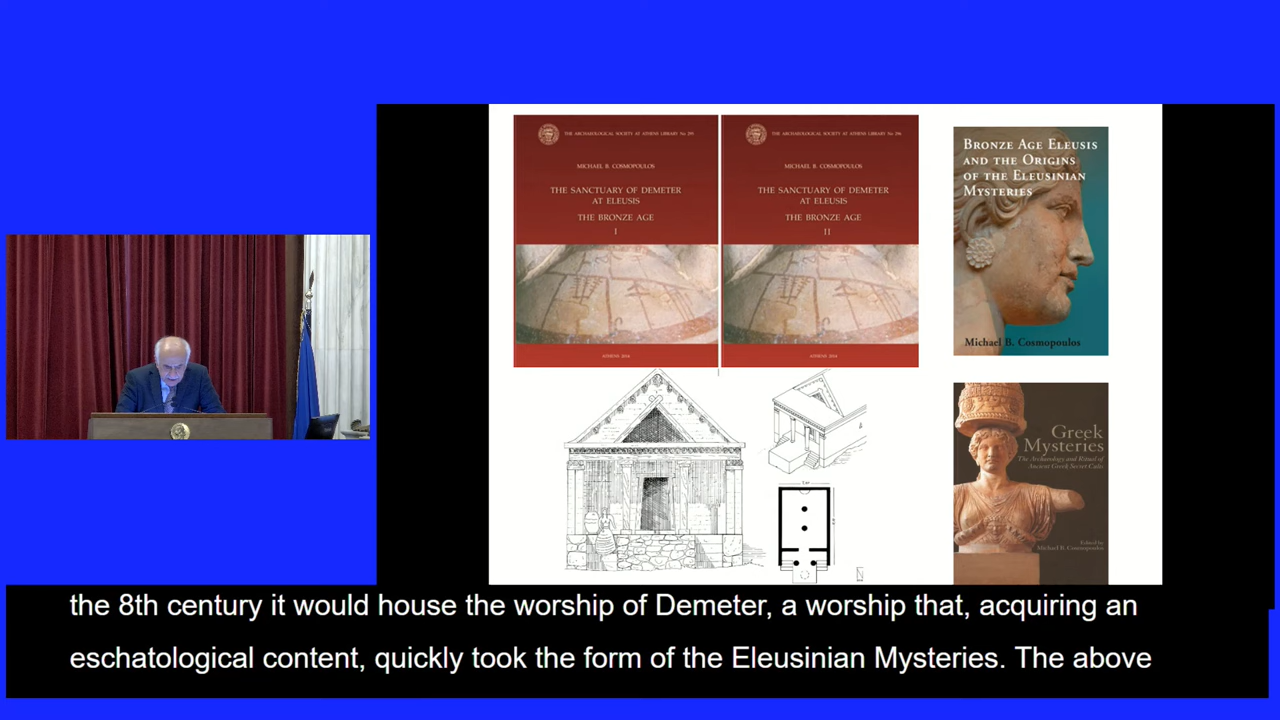 THE ARCHAEOLOGICAL SOCIETY AT ATHENS LIBRARY No 295
MICHAEL B. COSMOPOULOS
THE SANCTUARY OF DEMETER
AT ELEUSIS
THE BRONZE AGE
I
ATHENS 2014
THE ARCHAEOLOGICAL SOCIETY AT ATHENS LIBRARY No 296
MICHAEL B. COSMOPOULOS
THE SANCTUARY OF DEMETER
AT ELEUSIS
THE BRONZE AGE
II
ATHENS 2014
BRONZE AGE ELEUSIS
AND THE ORIGINS
OF THE ELEUSINIAN
MYSTERIES
Michael B. Cosmopoulos
Greek
Mysteries
The Archaeology and Ritual of
Ancient Greek Secret Cults
Edited by
Michael B. Cosmopoulos
the 8th century it would house the worship of Demeter, a worship that, acquiring an
eschatological content, quickly took the form of the Eleusinian Mysteries. The above